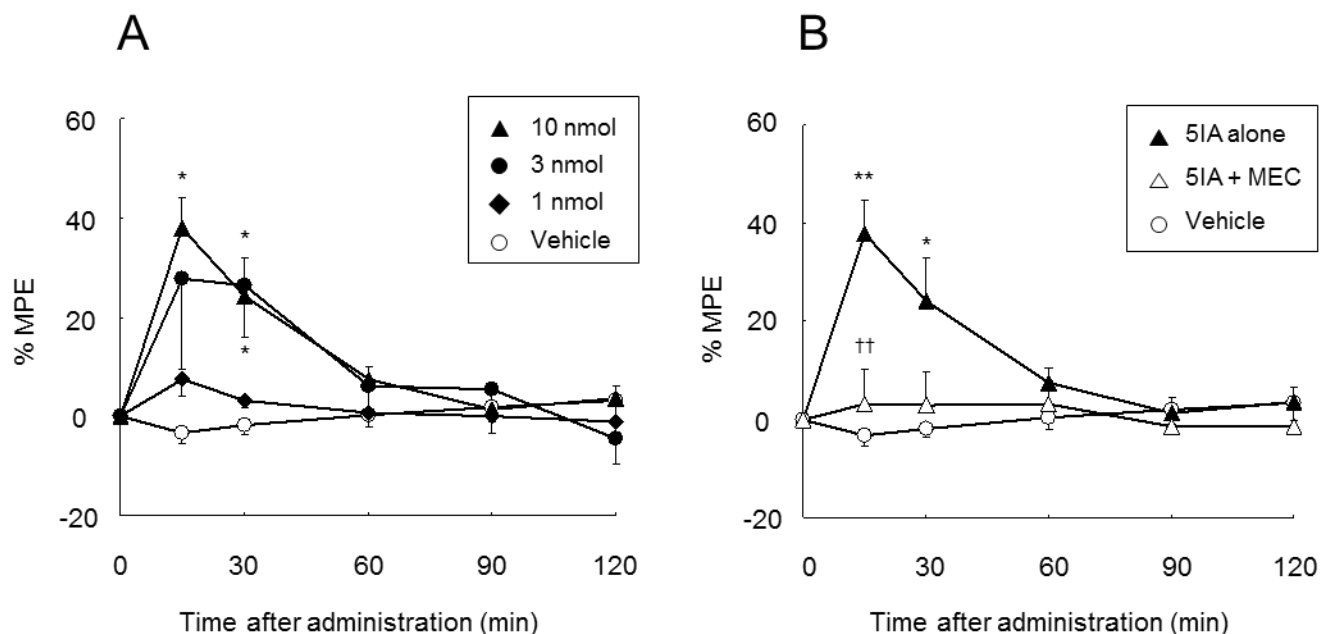 A
60
40
20
0
-20
% MPE
0 30 60 90 120
Time after administration (min)
10 nmol
3 nmol
1 nmol
Vehicle
*
*
*
B
60
40
20
0
-20
% MPE
0 30 60 90 120
Time after administration (min)
5IA alone
5IA + MEC
Vehicle
**
*
††